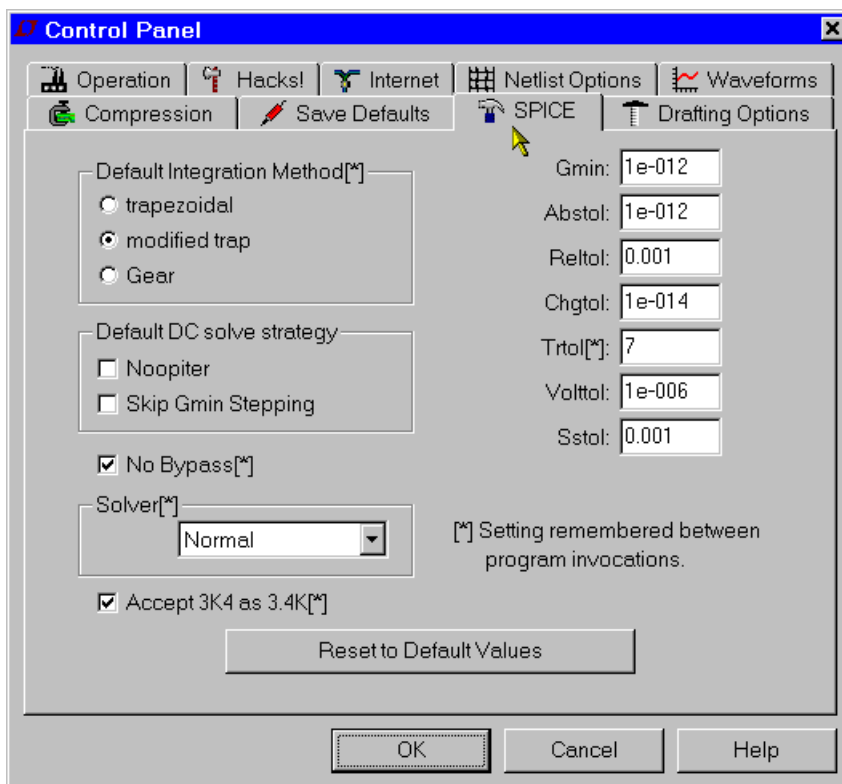 Control Panel
Operation
Hacks!
Internet
Netlist Options
Waveforms
Compression
Save Defaults
SPICE
Drafting Options
Default Integration Method[*]
trapezoidal
modified trap
Gear
Default DC solve strategy
Noopiter
Skip Gmin Stepping
No Bypass[*]
Solver[*]
Normal
Accept 3K4 as 3.4K[*]
Gmin: 1e-012
Abstol: 1e-012
Reltol: 0.001
Chgtol: 1e-014
Trtol[*]: 7
Volttol: 1e-006
Sstol: 0.001
[*] Setting remembered between
program invocations.
Reset to Default Values
OK
Cancel
Help